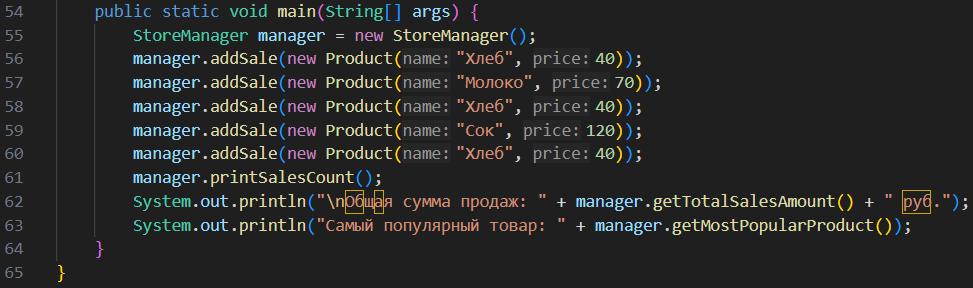 54 public static void main(String[] args) {
55 StoreManager manager = new StoreManager();
56 manager.addSale(new Product(name: "Хлеб", price: 40));
57 manager.addSale(new Product(name: "Молоко", price: 70));
58 manager.addSale(new Product(name: "Хлеб", price: 40));
59 manager.addSale(new Product(name: "Сок", price: 120));
60 manager.addSale(new Product(name: "Хлеб", price: 40));
61 manager.printSalesCount();
62 System.out.println("\nОбщая сумма продаж: " + manager.getTotalSalesAmount() + " руб.");
63 System.out.println("Самый популярный товар: " + manager.getMostPopularProduct());
64 }
65 }